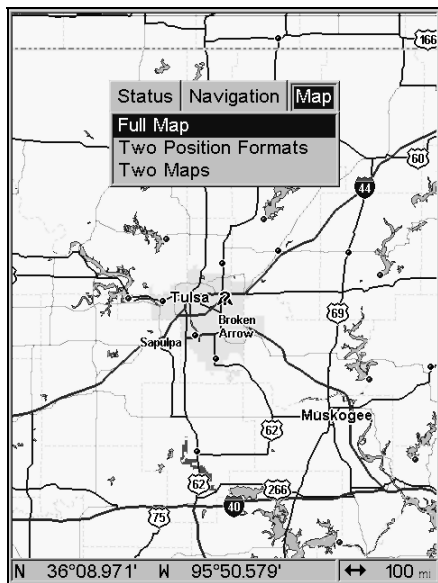 166
Status Navigation Map
Full Map
Two Position Formats
Two Maps
60
44
Tulsa
69
Broken
Arrow
Sapulpa
Muskogee
62
62
266
40
75
N 36°08.971' W 95°50.579' ↔ 100 mi